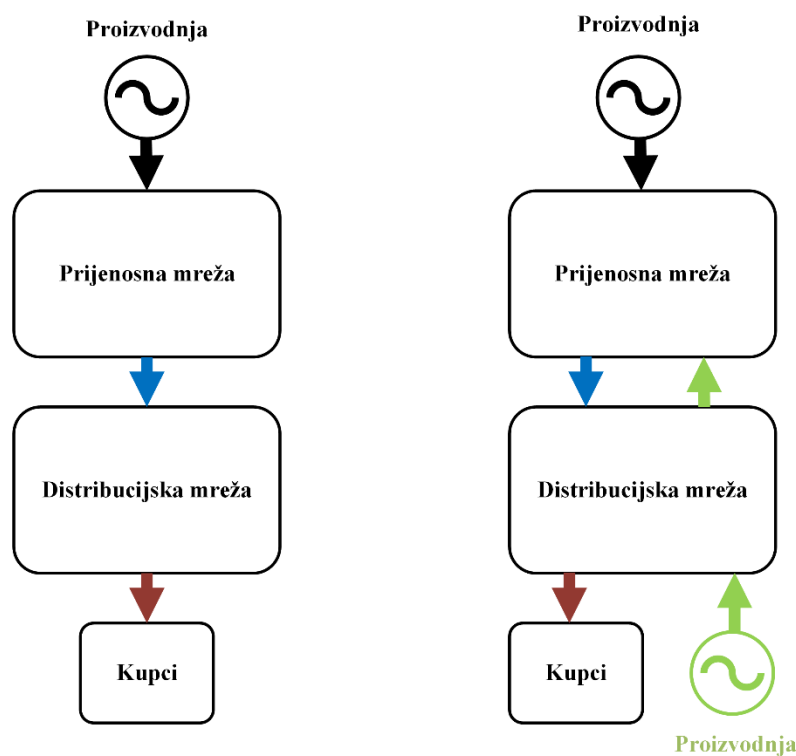 Proizvodnja
Prijenosna mreža
Distribucijska mreža
Kupci
Proizvodnja
Prijenosna mreža
Distribucijska mreža
Kupci
Proizvodnja